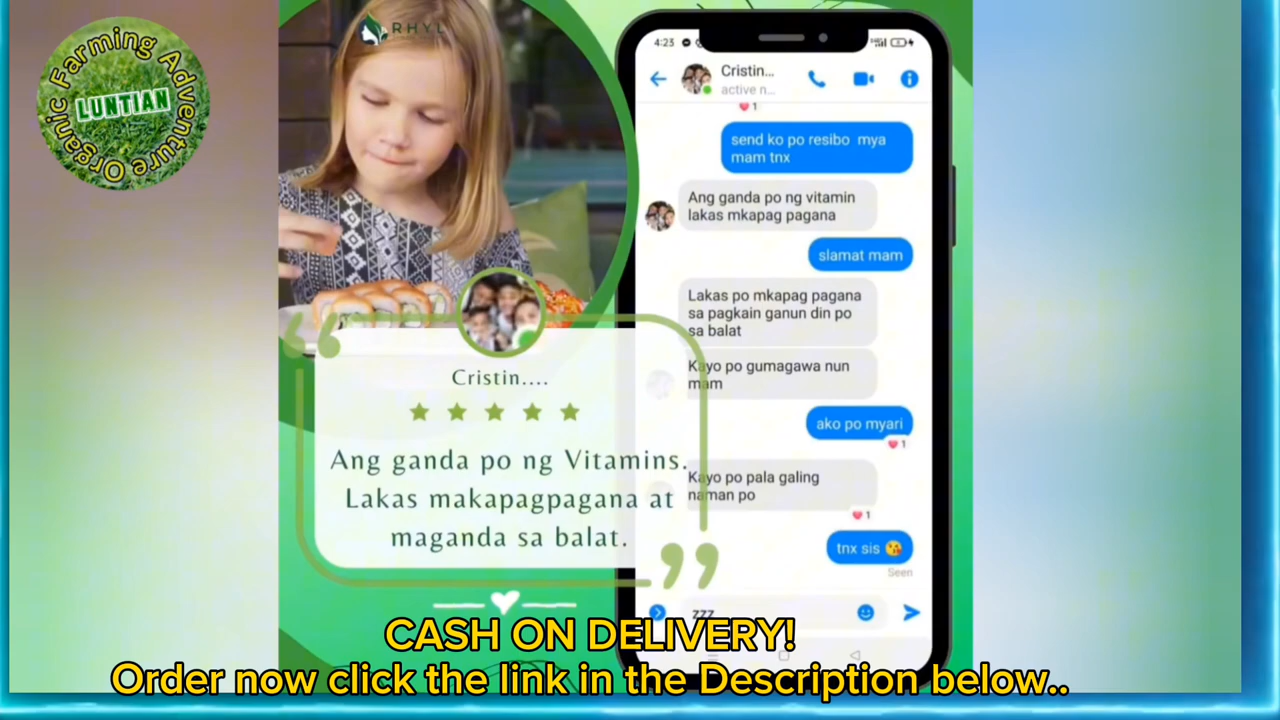 Organic Farming Adventure
LUNTIAN
RHYL
4:23
Cristin...
active n...
1
send ko po resibo mya
mam tnx
Ang ganda po ng vitamin
lakas mkapag pagana
slamat mam
Lakas po mkapag pagana
sa pagkain ganun din po
sa balat
Kayo po gumagawa nun
mam
ako po myari
1
Kayo po pala galing
naman po
1
tnx sis
Seen
zzz
Cristin....
Ang ganda po ng Vitamins.
Lakas makapagpagana at
maganda sa balat.
CASH ON DELIVERY!
Order now click the link in the Description below..